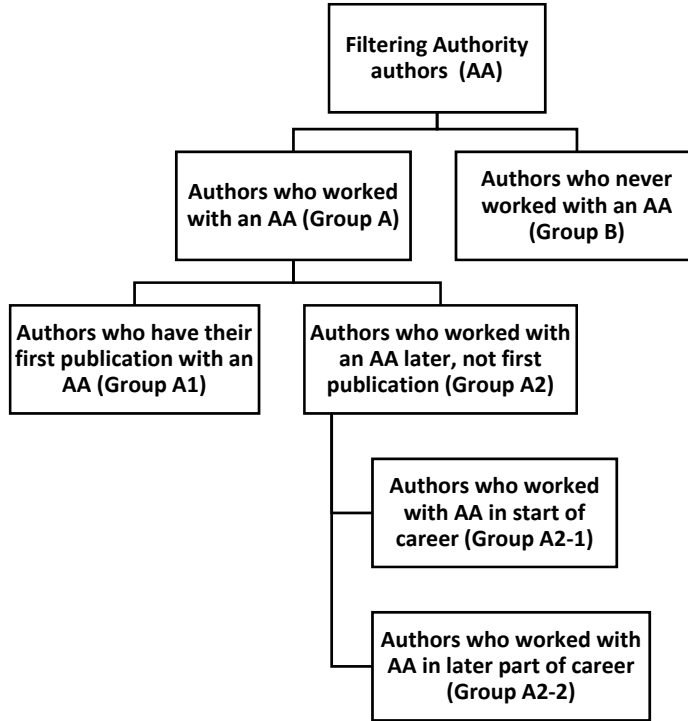 Filtering Authority
authors (AA)
Authors who worked
with an AA (Group A)
Authors who never
worked with an AA
(Group B)
Authors who have their
first publication with an
AA (Group A1)
Authors who worked with
an AA later, not first
publication (Group A2)
Authors who worked
with AA in start of
career (Group A2-1)
Authors who worked with
AA in later part of career
(Group A2-2)